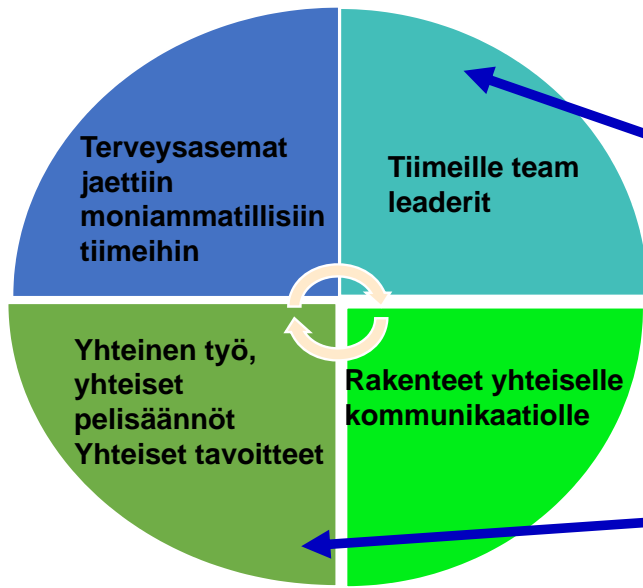 Terveysasemat
jaettiin
moniammatillisiin
tiimeihin
Tiimeille team
leaderit
Yhteinen työ,
yhteiset
pelisäännöt
Yhteiset tavoitteet
Rakenteet yhteiselle
kommunikaatiolle